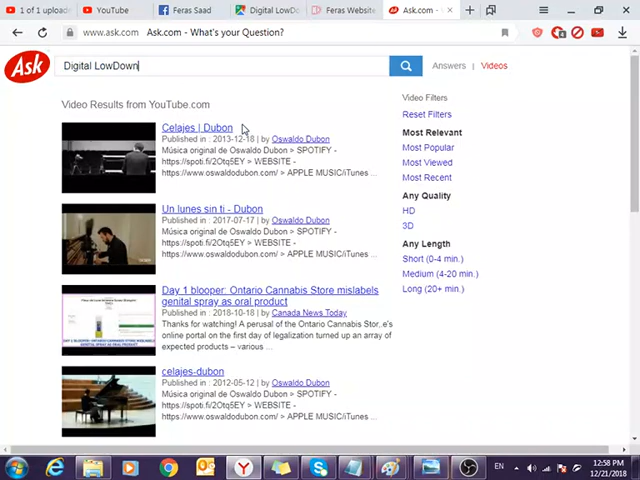 1 of 1 uploade
YouTube
Feras Saad
Digital LowDo
Feras Website
Ask.com - V
www.ask.com
Ask.com - What's your Question?
Ask
Digital LowDown
Answers
Videos
Video Results from YouTube.com
Celajes | Dubon
Published in : 2013-12-18 | by Oswaldo Dubon
Música original de Oswaldo Dubon > SPOTIFY -
https://spoti.fi/2Otq5EY > WEBSITE -
https://www.oswaldodubon.com/ > APPLE MUSIC/iTunes ...
Un lunes sin ti - Dubon
Published in : 2017-07-17 | by Oswaldo Dubon
Música original de Oswaldo Dubon > SPOTIFY -
https://spoti.fi/2Otq5EY > WEBSITE -
https://www.oswaldodubon.com/ > APPLE MUSIC/iTunes ...
Day 1 blooper: Ontario Cannabis Store mislabels
genital spray as oral product
Published in : 2018-10-18 | by Canada News Today
Thanks for watching! A perusal of the Ontario Cannabis Stor,.e's
online portal on the first day of legalization turned up an array of
expected products – various ...
celajes-dubon
Published in : 2012-05-12 | by Oswaldo Dubon
Música original de Oswaldo Dubon > SPOTIFY -
https://spoti.fi/2Otq5EY > WEBSITE -
https://www.oswaldodubon.com/ > APPLE MUSIC/iTunes ...
Video Filters
Reset Filters
Most Relevant
Most Popular
Most Viewed
Most Recent
Any Quality
HD
3D
Any Length
Short (0-4 min.)
Medium (4-20 min.)
Long (20+ min.)
EN
12:58 PM
12/21/2018